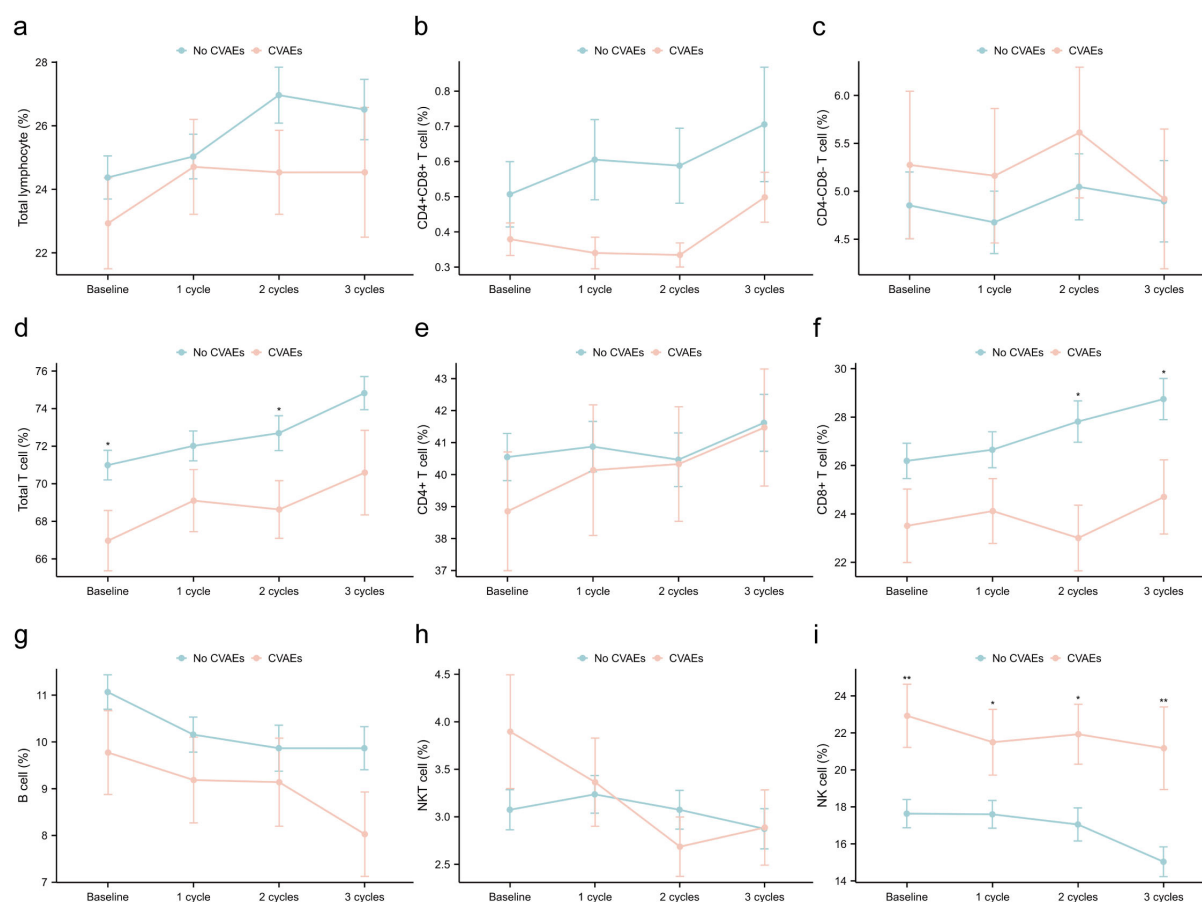 a
No CVAEs CVAEs
Total lymphocyte (%)
28
26
24
22
Baseline 1 cycle 2 cycles 3 cycles
b
No CVAEs CVAEs
CD4+CD8+ T cell (%)
0.8
0.7
0.6
0.5
0.4
0.3
Baseline 1 cycle 2 cycles 3 cycles
c
No CVAEs CVAEs
CD4-CD8- T cell (%)
6.0
5.5
5.0
4.5
Baseline 1 cycle 2 cycles 3 cycles
d
No CVAEs CVAEs
Total T cell (%)
76
74
72
70
68
66
* *
Baseline 1 cycle 2 cycles 3 cycles
e
No CVAEs CVAEs
CD4+ T cell (%)
43
42
41
40
39
38
37
Baseline 1 cycle 2 cycles 3 cycles
f
No CVAEs CVAEs
CD8+ T cell (%)
30
28
26
24
22
* *
Baseline 1 cycle 2 cycles 3 cycles
g
No CVAEs CVAEs
B cell (%)
11
10
9
8
7
Baseline 1 cycle 2 cycles 3 cycles
h
No CVAEs CVAEs
NKT cell (%)
4.5
4.0
3.5
3.0
2.5
Baseline 1 cycle 2 cycles 3 cycles
i
No CVAEs CVAEs
NK cell (%)
24
22
20
18
16
14
** * * **
Baseline 1 cycle 2 cycles 3 cycles